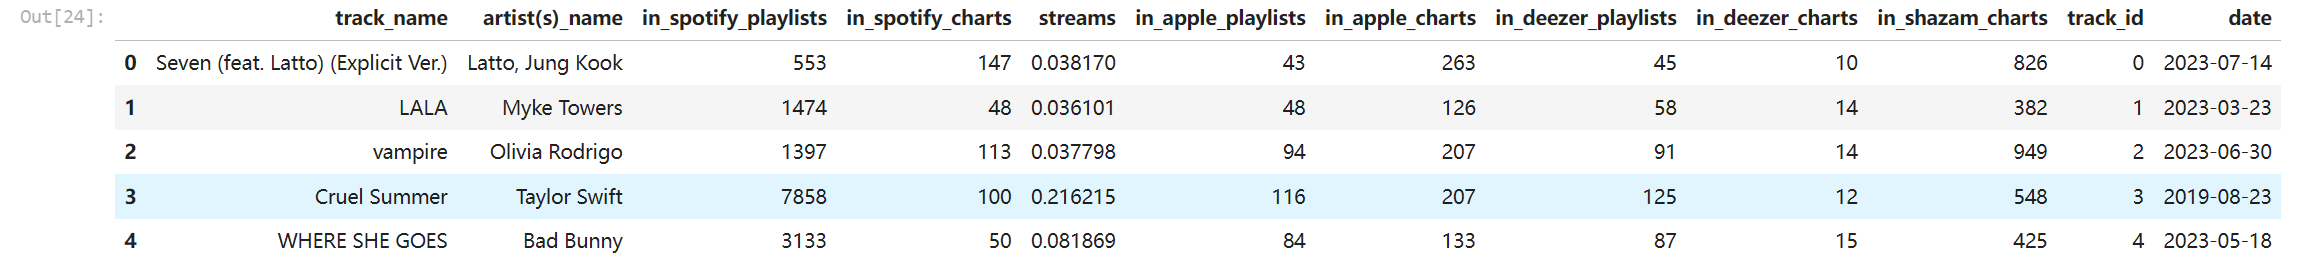 Out[24]:
track_name artist(s)_name in_spotify_playlists in_spotify_charts streams in_apple_playlists in_apple_charts in_deezer_playlists in_deezer_charts in_shazam_charts track_id date
0 Seven (feat. Latto) (Explicit Ver.) Latto, Jung Kook 553 147 0.038170 43 263 45 10 826 0 2023-07-14
1 LALA Myke Towers 1474 48 0.036101 48 126 58 14 382 1 2023-03-23
2 vampire Olivia Rodrigo 1397 113 0.037798 94 207 91 14 949 2 2023-06-30
3 Cruel Summer Taylor Swift 7858 100 0.216215 116 207 125 12 548 3 2019-08-23
4 WHERE SHE GOES Bad Bunny 3133 50 0.081869 84 133 87 15 425 4 2023-05-18